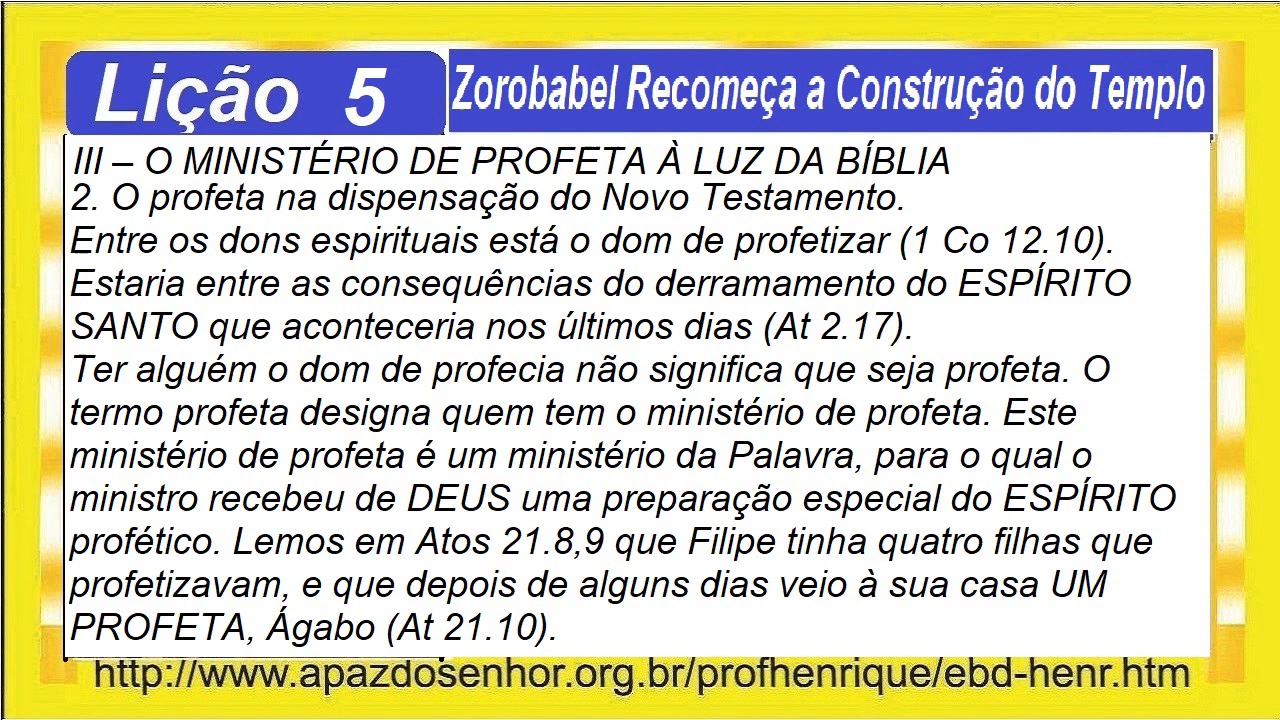 Lição 5
Zorobabel Recomeça a Construção do Templo
III – O MINISTÉRIO DE PROFETA À LUZ DA BÍBLIA
2. O profeta na dispensação do Novo Testamento.
Entre os dons espirituais está o dom de profetizar (1 Co 12.10).
Estaria entre as consequências do derramamento do ESPÍRITO
SANTO que aconteceria nos últimos dias (At 2.17).
Ter alguém o dom de profecia não significa que seja profeta. O
termo profeta designa quem tem o ministério de profeta. Este
ministério de profeta é um ministério da Palavra, para o qual o
ministro recebeu de DEUS uma preparação especial do ESPÍRITO
profético. Lemos em Atos 21.8,9 que Filipe tinha quatro filhas que
profetizavam, e que depois de alguns dias veio à sua casa UM
PROFETA, Ágabo (At 21.10).
http://www.apazdosenhor.org.br/profhenrique/ebd-henr.htm